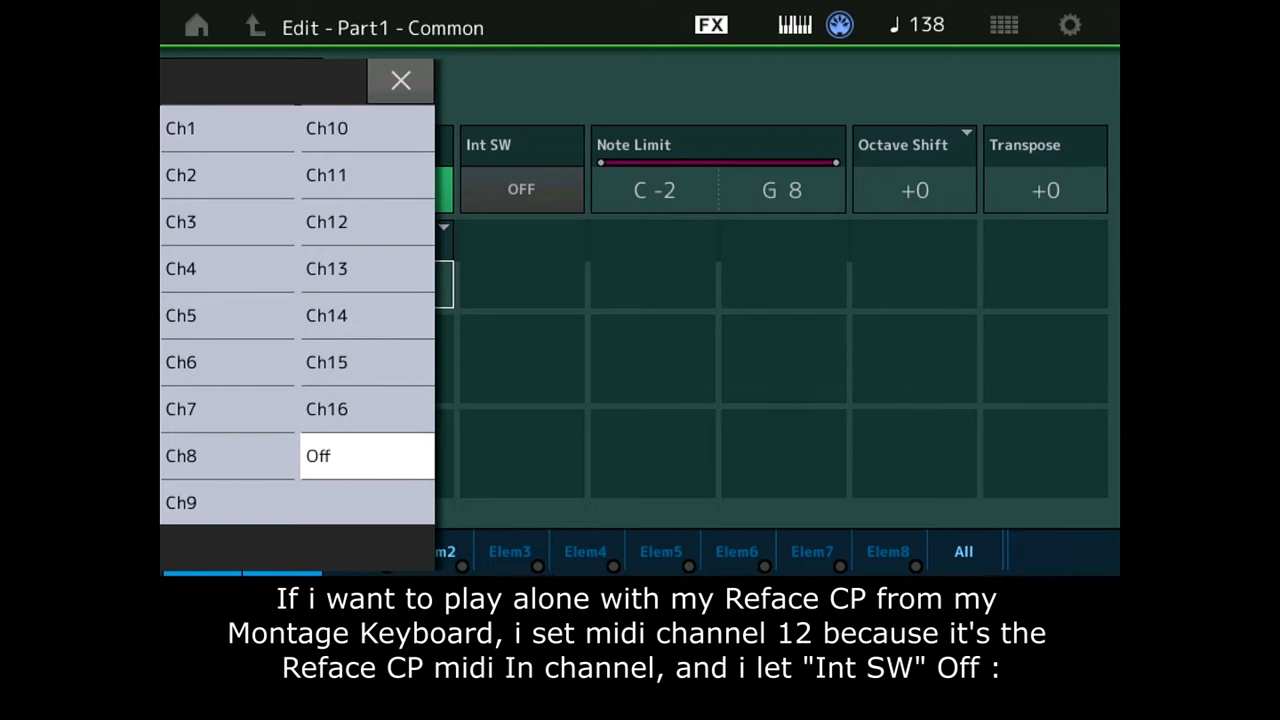 Edit - Part1 - Common
FX
138
Ch1
Ch10
Ch2
Ch11
Ch3
Ch12
Ch4
Ch13
Ch5
Ch14
Ch6
Ch15
Ch7
Ch16
Ch8
Off
Ch9
Int SW
OFF
Note Limit
C -2
G 8
Octave Shift
+0
Transpose
+0
m2
Elem3
Elem4
Elem5
Elem6
Elem7
Elem8
All
If i want to play alone with my Reface CP from my
Montage Keyboard, i set midi channel 12 because it's the
Reface CP midi In channel, and i let "Int SW" Off :